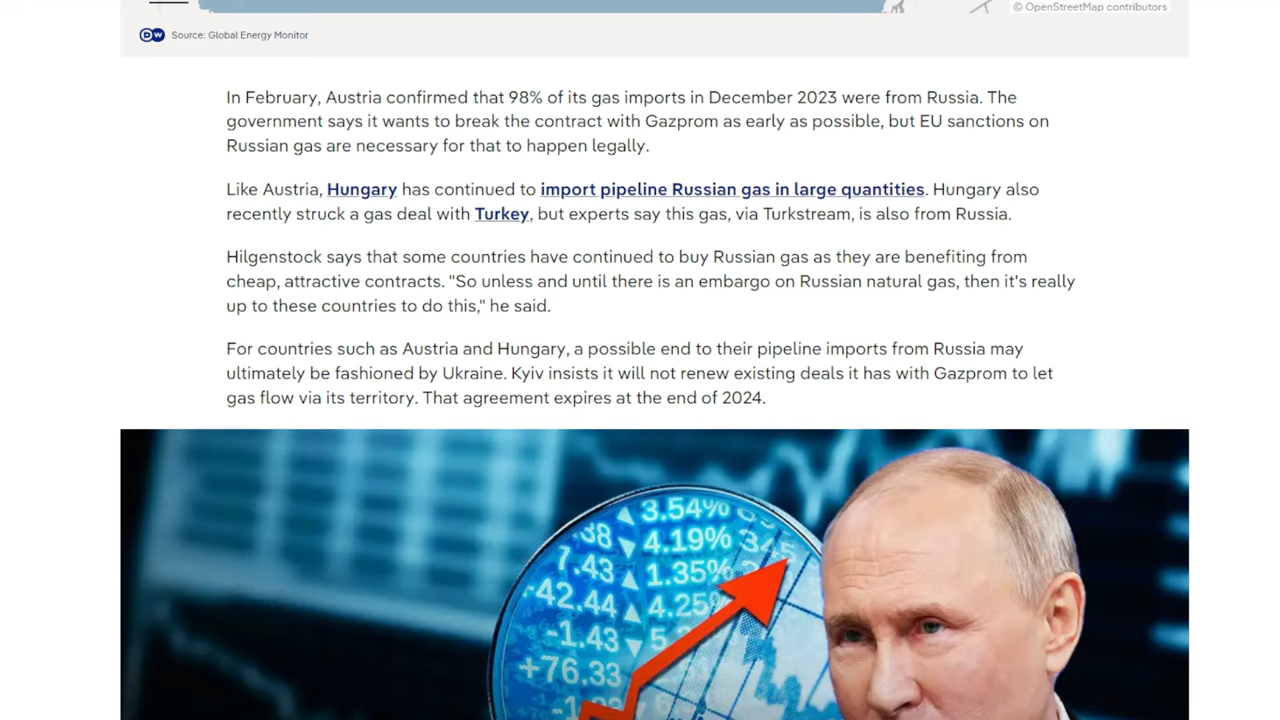 © OpenStreetMap contributors
DW Source: Global Energy Monitor
In February, Austria confirmed that 98% of its gas imports in December 2023 were from Russia. The
government says it wants to break the contract with Gazprom as early as possible, but EU sanctions on
Russian gas are necessary for that to happen legally.
Like Austria, Hungary has continued to import pipeline Russian gas in large quantities. Hungary also
recently struck a gas deal with Turkey, but experts say this gas, via Turkstream, is also from Russia.
Hilgenstock says that some countries have continued to buy Russian gas as they are benefiting from
cheap, attractive contracts. "So unless and until there is an embargo on Russian natural gas, then it's really
up to these countries to do this," he said.
For countries such as Austria and Hungary, a possible end to their pipeline imports from Russia may
ultimately be fashioned by Ukraine. Kyiv insists it will not renew existing deals it has with Gazprom to let
gas flow via its territory. That agreement expires at the end of 2024.
3.54%
.38 4.19% 345
7.43 1.35%
-42.44 4.25%
-1.43
+76.33